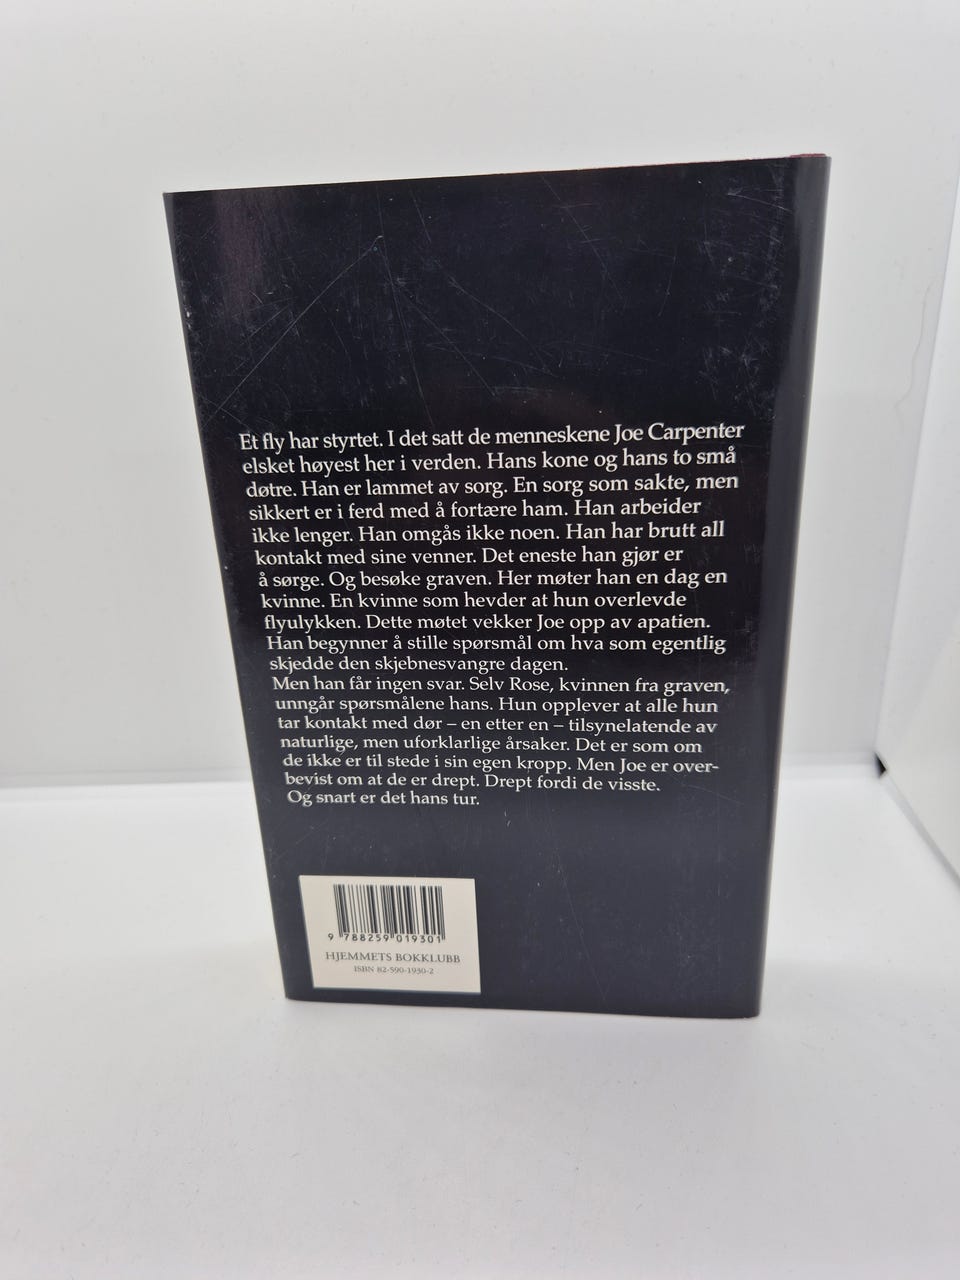 Et fly har styrtet. I det satt de menneskene Joe Carpenter
elsket høyest her i verden. Hans kone og hans to små
døtre. Han er lammet av sorg. En sorg som sakte, men
sikkert er i ferd med å fortære ham. Han arbeider
ikke lenger. Han omgås ikke noen. Han har brutt all
kontakt med sine venner. Det eneste han gjør er
å sørge. Og besøke graven. Her møter han en dag en
kvinne. En kvinne som hevder at hun overlevde
flyulykken. Dette møtet vekker Joe opp av apatien.
Han begynner å stille spørsmål om hva som egentlig
skjedde den skjebnesvangre dagen.
Men han får ingen svar. Selv Rose, kvinnen fra graven,
unngår spørsmålene hans. Hun opplever at alle hun
tar kontakt med dør – en etter en – tilsynelatende av
naturlige, men uforklarlige årsaker. Det er som om
de ikke er til stede i sin egen kropp. Men Joe er over-
bevist om at de er drept. Drept fordi de visste.
Og snart er det hans tur.
9 788259 019301
HJEMMETS BOKKLUBB
ISBN 82-590-1930-2